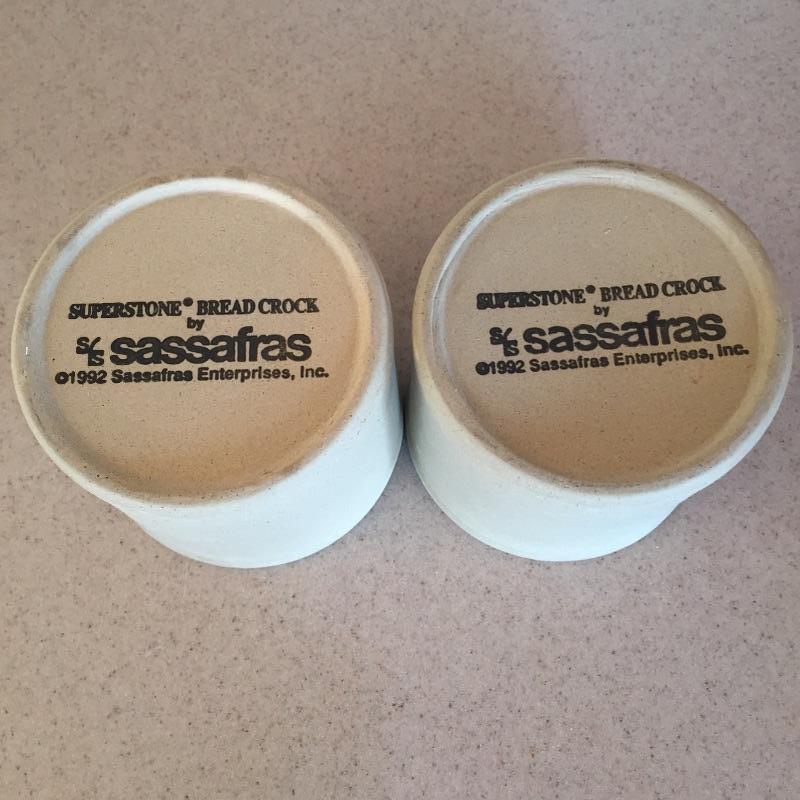 SUPERSTONE® BREAD CROCK
by
S/S sassafras
©1992 Sassafras Enterprises, Inc.
SUPERSTONE® BREAD CROCK
by
S/S sassafras
©1992 Sassafras Enterprises, Inc.